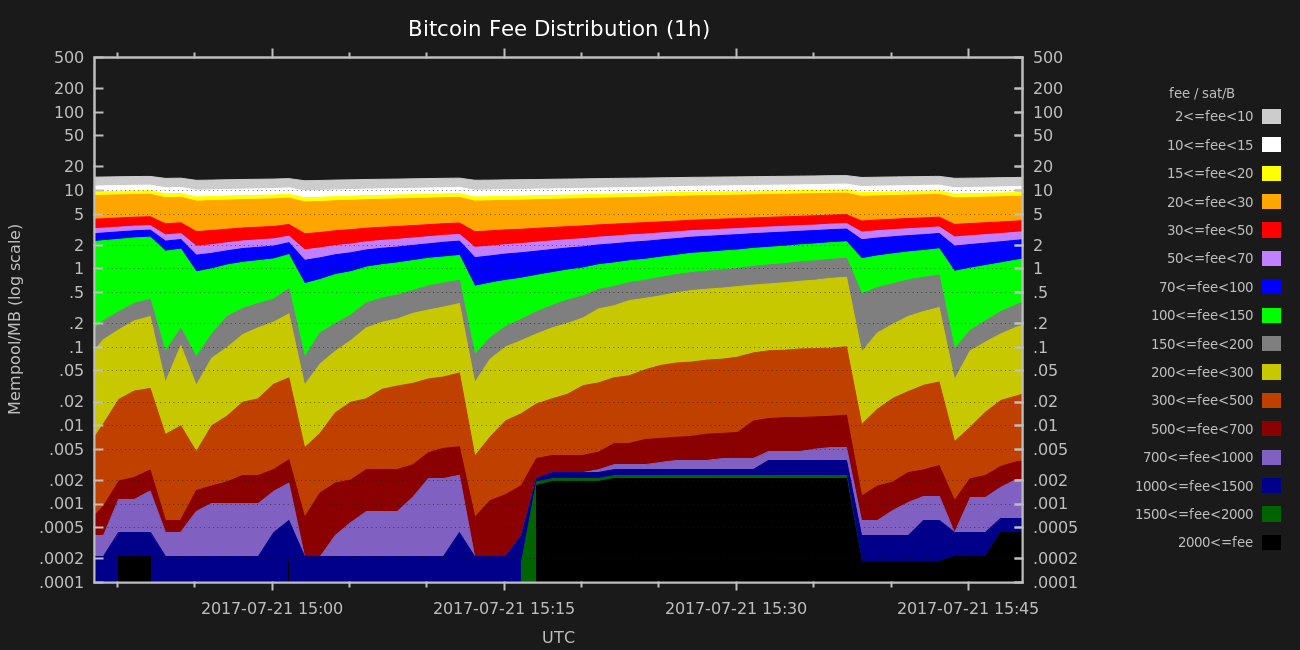 Bitcoin Fee Distribution (1h)
Mempool/MB (log scale)
500
200
100
50
20
10
5
2
1
.5
.2
.1
.05
.02
.01
.005
.002
.001
.0005
.0002
.0001
500
200
100
50
20
10
5
2
1
.5
.2
.1
.05
.02
.01
.005
.002
.001
.0005
.0002
.0001
2017-07-21 15:00
2017-07-21 15:15
2017-07-21 15:30
2017-07-21 15:45
UTC
fee / sat/B
2<=fee<10
10<=fee<15
15<=fee<20
20<=fee<30
30<=fee<50
50<=fee<70
70<=fee<100
100<=fee<150
150<=fee<200
200<=fee<300
300<=fee<500
500<=fee<700
700<=fee<1000
1000<=fee<1500
1500<=fee<2000
2000<=fee